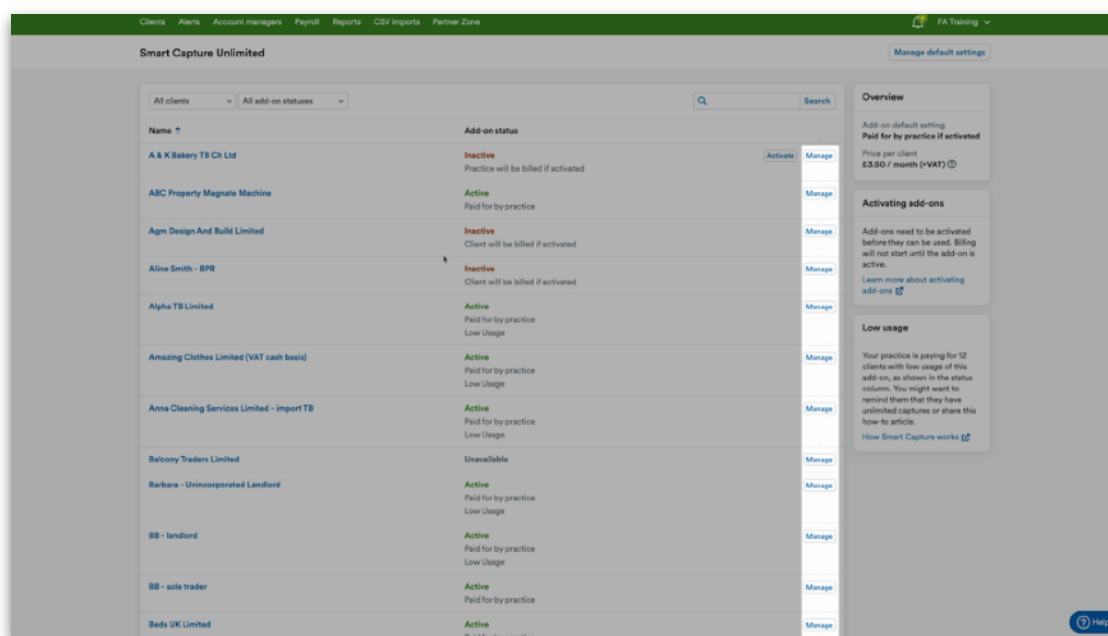 Clients Alerts Account managers Payroll Reports CSV imports Partner Zone FA Training
Smart Capture Unlimited
Manage default settings
All clients All add-on statuses Search
Name Add-on status
A & K Bakery TB Ch Ltd Inactive Activate Manage
Practice will be billed if activated
ABC Property Magnate Machine Active Manage
Paid for by practice
Agm Design And Build Limited Inactive Manage
Client will be billed if activated
Aline Smith - BPR Inactive Manage
Client will be billed if activated
Alpha TB Limited Active Manage
Paid for by practice
Low Usage
Amazing Clothes Limited (VAT cash basis) Active Manage
Paid for by practice
Low Usage
Anna Cleaning Services Limited - import TB Active Manage
Paid for by practice
Low Usage
Balcony Traders Limited Unavailable Manage
Barbara - Unincorporated Landlord Active Manage
Paid for by practice
Low Usage
BB - landlord Active Manage
Paid for by practice
Low Usage
BB - sole trader Active Manage
Paid for by practice
Beds UK Limited Active Manage
Overview
Add-on default setting
Paid for by practice if activated
Price per client
£3.50 / month (+VAT)
Activating add-ons
Add-ons need to be activated
before they can be used. Billing
will not start until the add-on is
active.
Learn more about activating
add-ons
Low usage
Your practice is paying for 12
clients with low usage of this
add-on, as shown in the status
column. You might want to
remind them that they have
unlimited captures or share this
how-to article.
How Smart Capture works
Help